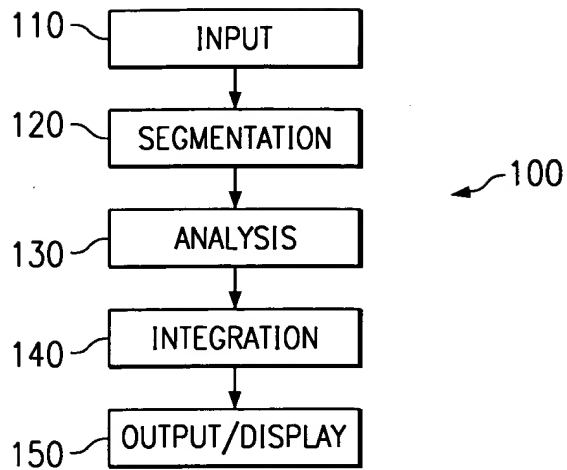 110 INPUT
120 SEGMENTATION
100
130 ANALYSIS
140 INTEGRATION
150 OUTPUT/DISPLAY